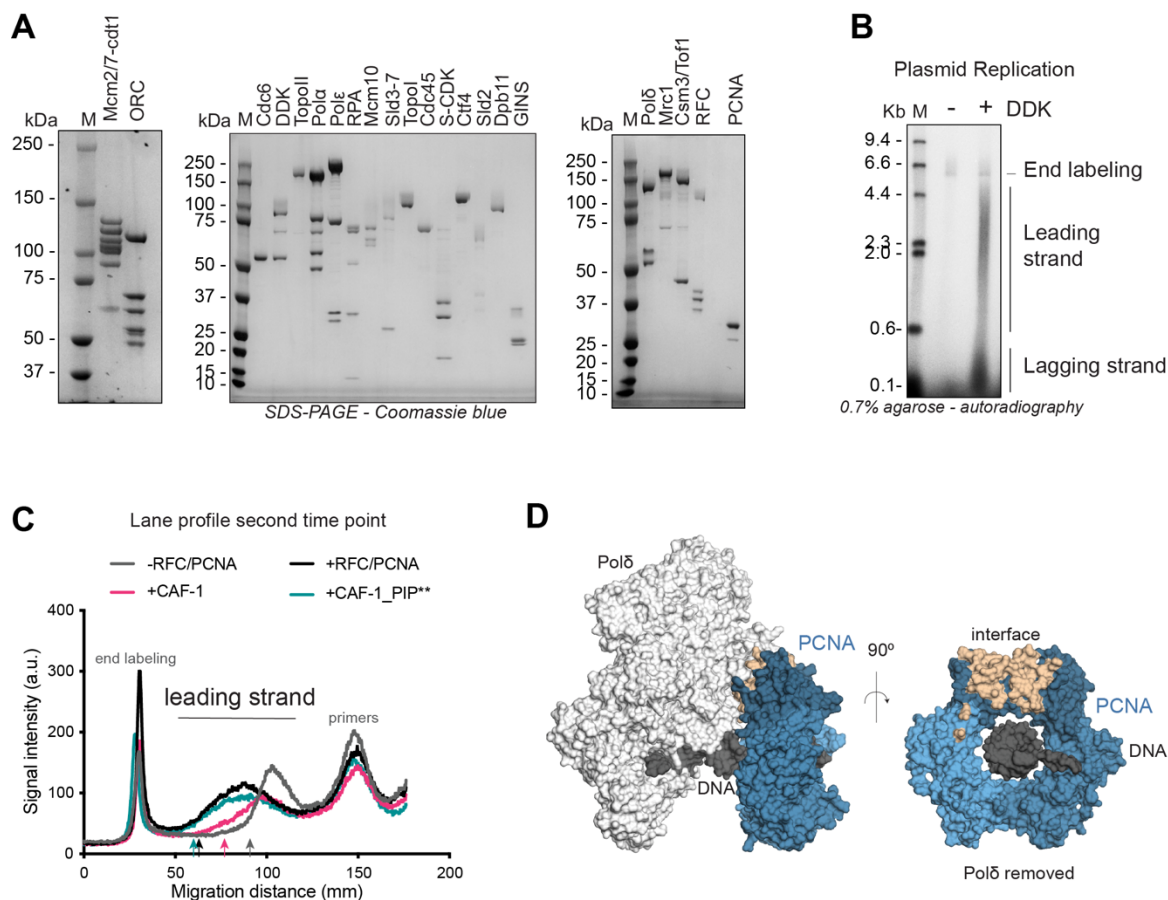 A
kDa
M
Mcm2/7-cdt1
ORC
250 -
150 -
100 -
75 -
50 -
37 -
kDa
M
Cdc6
DDK
TopoII
Polα
Polε
RPA
Mcm10
Sld3-7
TopoI
Cdc45
S-CDK
Ctf4
Sld2
Dpb11
GINS
250 -
150 -
100 -
75 -
50 -
37 -
25 -
20 -
15 -
10 -
SDS-PAGE - Coomassie blue
kDa
M
Polδ
Mrc1
Csm3/Tof1
RFC
PCNA
250 -
150 -
100 -
75 -
50 -
37 -
25 -
20 -
15 -
10 -
B
Plasmid Replication
Kb M - + DDK
9.4 -
6.6 -
4.4 -
2.3 -
2.0 -
0.6 -
0.1 -
End labeling
Leading
strand
Lagging strand
0.7% agarose - autoradiography
C
Lane profile second time point
-RFC/PCNA
+RFC/PCNA
+CAF-1
+CAF-1_PIP**
Signal intensity (a.u.)
400
300
200
100
0
end labeling
leading strand
primers
0 50 100 150 200
Migration distance (mm)
D
Polδ
PCNA
DNA
90º
interface
PCNA
DNA
Polδ removed